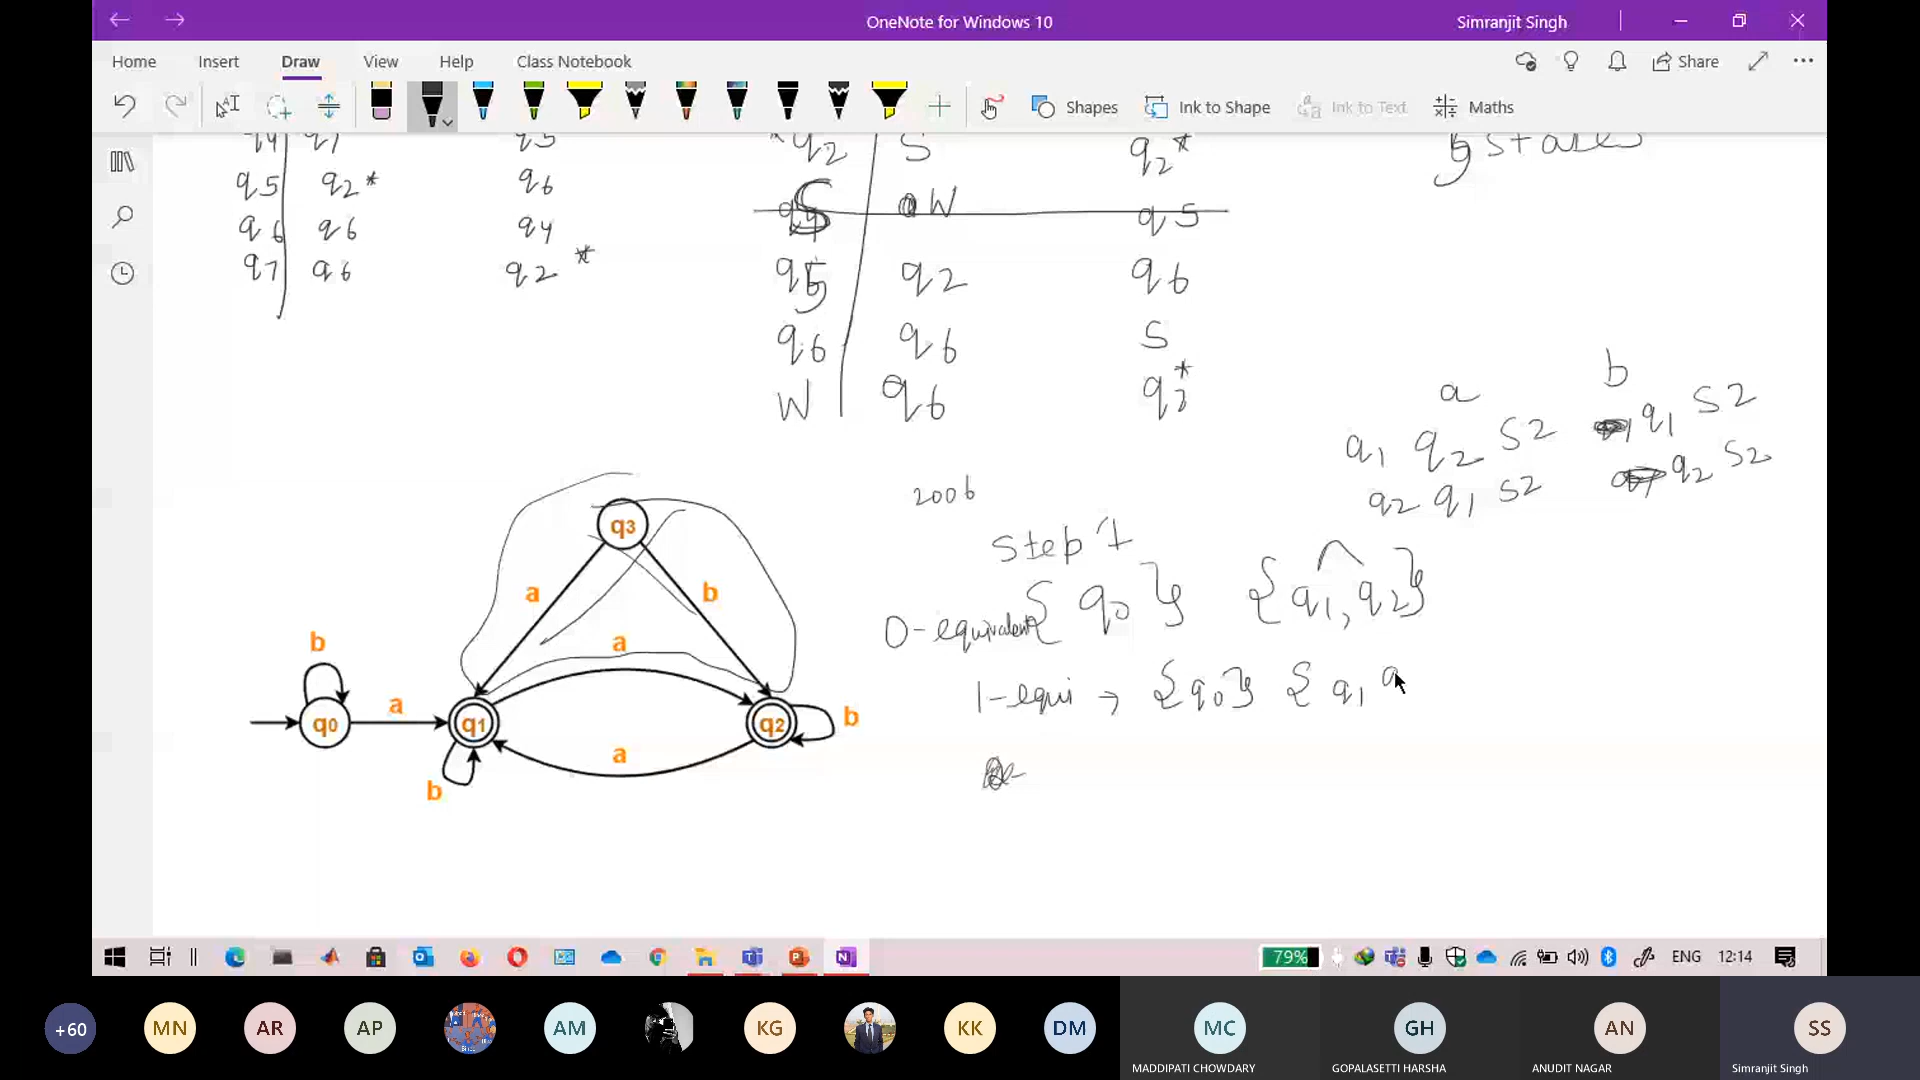 OneNote for Windows 10
Simranjit Singh
Home Insert Draw View Help Class Notebook
Share
Shapes Ink to Shape Ink to Text Maths
q4 q7 q5
q5 q2* q6
q6 q6 q4
q7 q6 q2*
*q2 S q2*
S W q5
q5 q2 q6
q6 q6 S
W q6 q2*
5 states
a b
q1 q2 S2 q1 S2
q2 q1 S2 q2 S2
2006
Step 1
0-equivalent { q0 } { q1, q2 }
1-equi → { q0 } { q1 q
q3
a b
a
b
q0 a q1 q2 b
a
b
79% ENG 12:14
+60 MN AR AP AM KG KK DM MC GH AN SS
MADDIPATI CHOWDARY GOPALASETTI HARSHA ANUDIT NAGAR Simranjit Singh